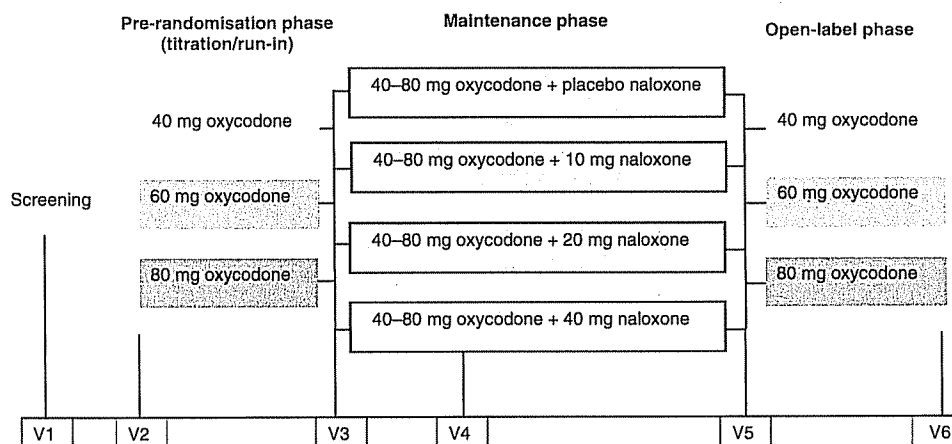 Pre-randomisation phase
(titration/run-in)
Maintenance phase
Open-label phase
40–80 mg oxycodone + placebo naloxone
40 mg oxycodone
40 mg oxycodone
40–80 mg oxycodone + 10 mg naloxone
Screening
60 mg oxycodone
60 mg oxycodone
40–80 mg oxycodone + 20 mg naloxone
80 mg oxycodone
80 mg oxycodone
40–80 mg oxycodone + 40 mg naloxone
V1 V2 V3 V4 V5 V6